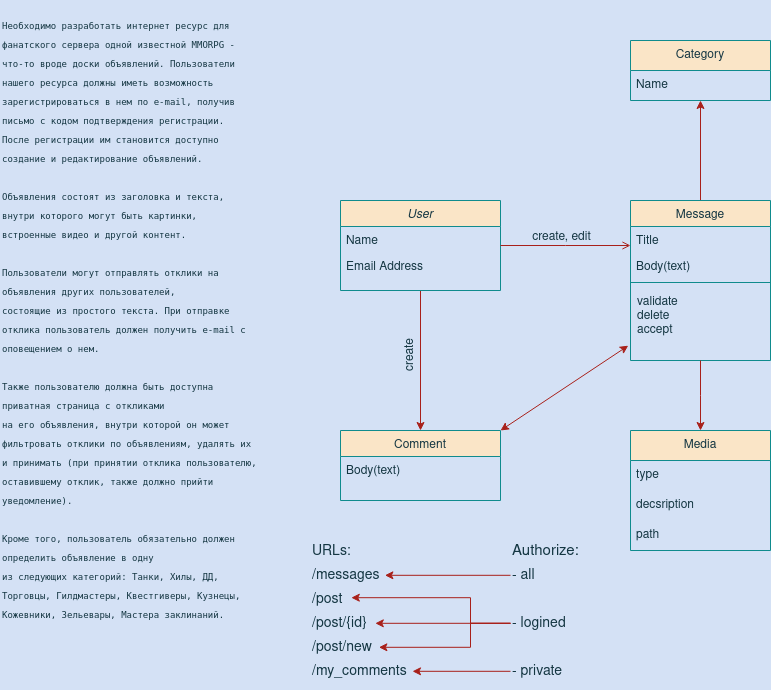 Необходимо разработать интернет ресурс для
фанатского сервера одной известной MMORPG -
что-то вроде доски объявлений. Пользователи
нашего ресурса должны иметь возможность
зарегистрироваться в нем по e-mail, получив
письмо с кодом подтверждения регистрации.
После регистрации им становится доступно
создание и редактирование объявлений.
Объявления состоят из заголовка и текста,
внутри которого могут быть картинки,
встроенные видео и другой контент.
Пользователи могут отправлять отклики на
объявления других пользователей,
состоящие из простого текста. При отправке
отклика пользователь должен получить e-mail с
оповещением о нем.
Также пользователю должна быть доступна
приватная страница с откликами
на его объявления, внутри которой он может
фильтровать отклики по объявлениям, удалять их
и принимать (при принятии отклика пользователю,
оставившему отклик, также должно прийти
уведомление).
Кроме того, пользователь обязательно должен
определить объявление в одну
из следующих категорий: Танки, Хилы, ДД,
Торговцы, Гилдмастеры, Квестгиверы, Кузнецы,
Кожевники, Зельевары, Мастера заклинаний.
Category
Name
User
Name
Email Address
create, edit
Message
Title
Body(text)
validate
delete
accept
create
Comment
Body(text)
Media
type
decsription
path
URLs:
Authorize:
/messages
- all
/post
/post/{id}
- logined
/post/new
/my_comments
- private